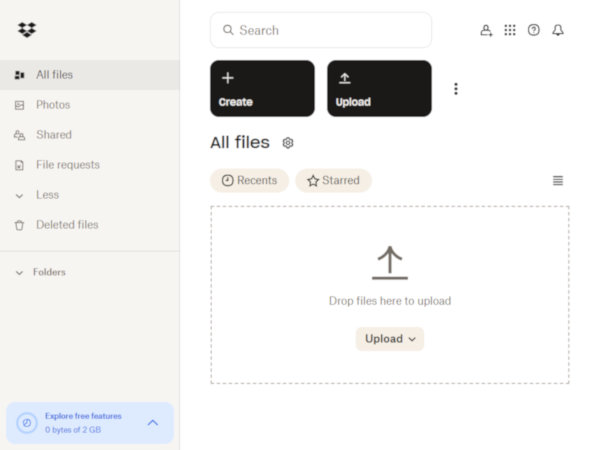 Search
All files
Photos
Shared
File requests
Less
Deleted files
Folders
Explore free features
0 bytes of 2 GB
Create
Upload
All files
Recents
Starred
Drop files here to upload
Upload